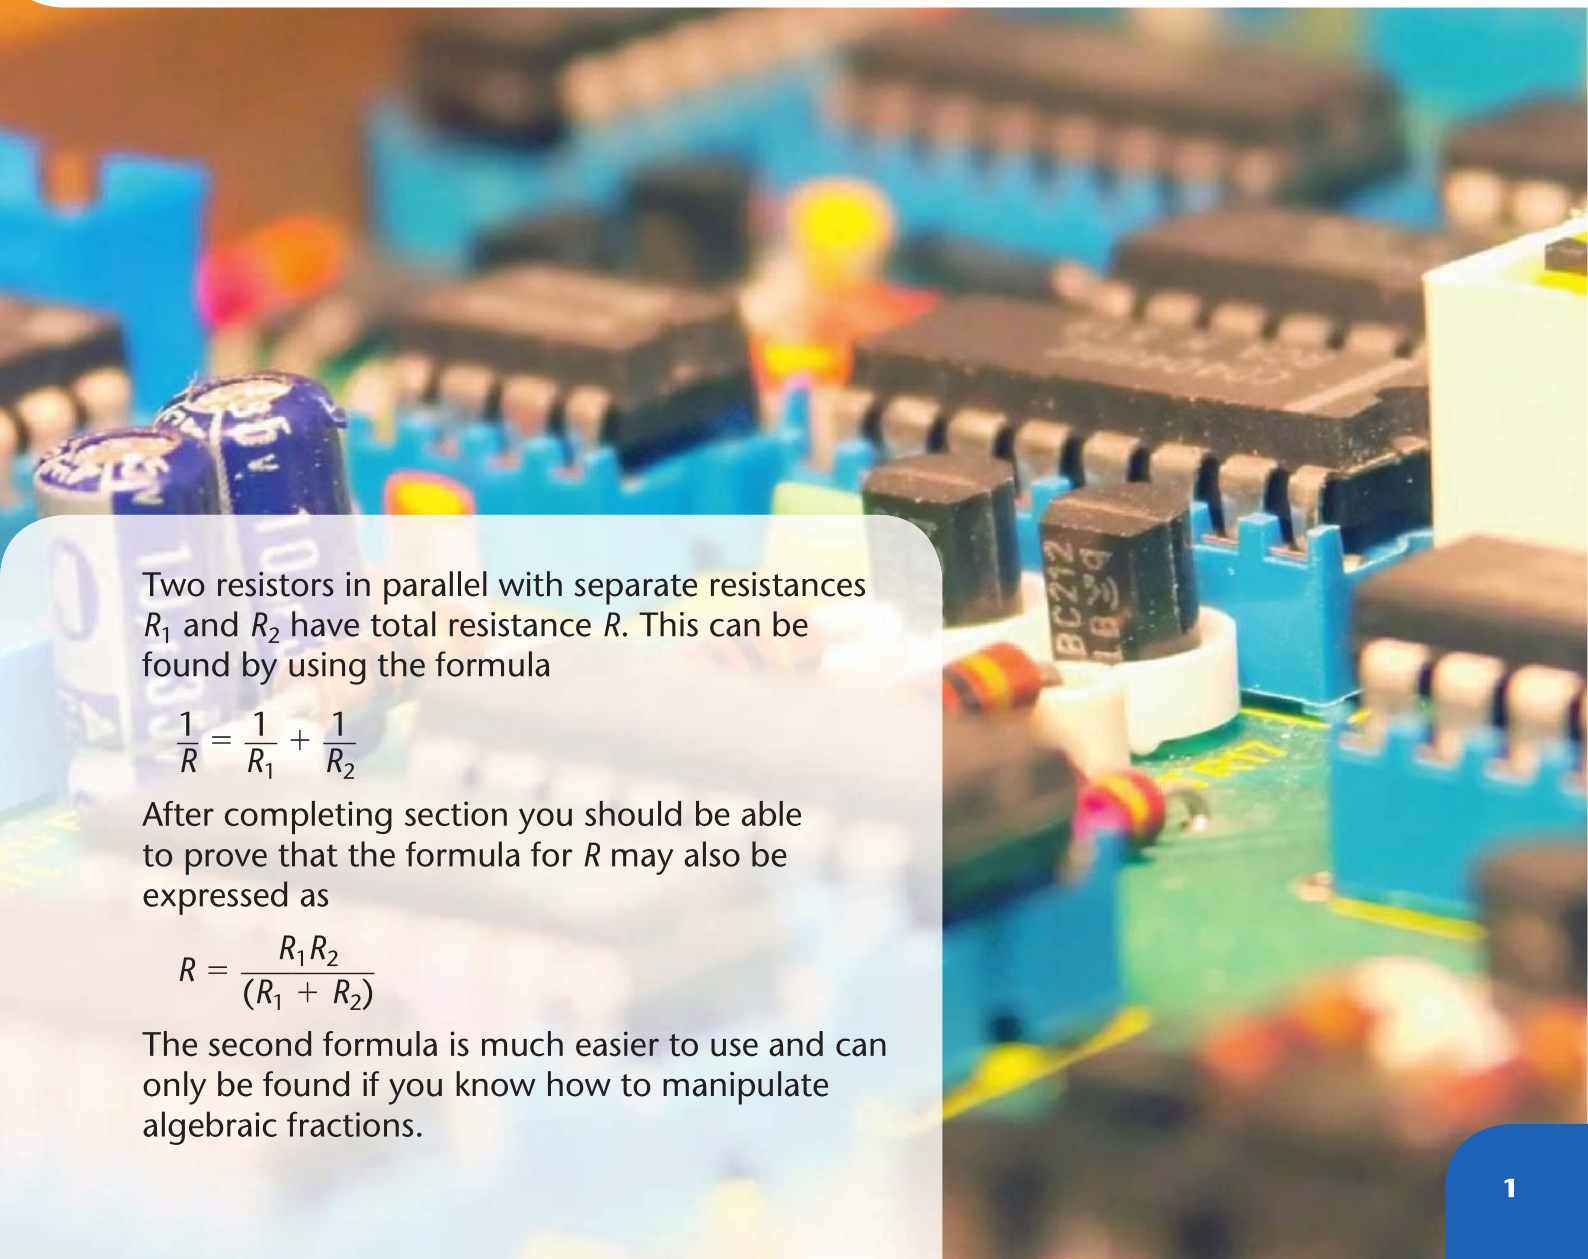 Two resistors in parallel with separate resistances
R₁ and R₂ have total resistance R. This can be
found by using the formula
1/R = 1/R₁ + 1/R₂
After completing section you should be able
to prove that the formula for R may also be
expressed as
R = R₁R₂/(R₁ + R₂)
The second formula is much easier to use and can
only be found if you know how to manipulate
algebraic fractions.
BC212
1